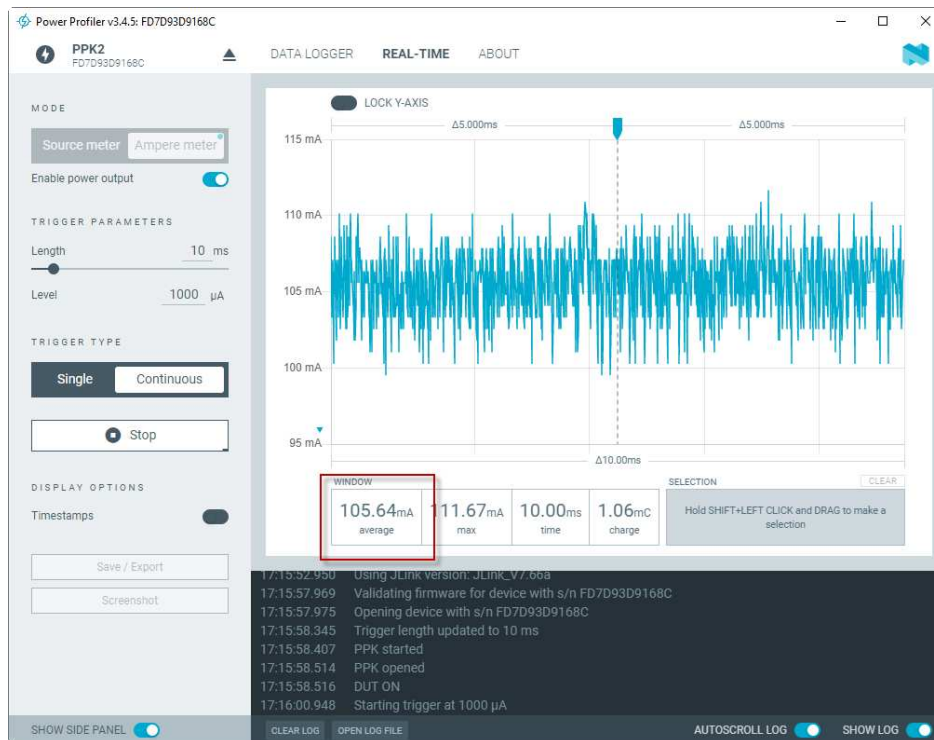 Power Profiler v3.4.5: FD7D93D9168C
PPK2
FD7D93D9168C
DATA LOGGER REAL-TIME ABOUT
MODE
Source meter Ampere meter
Enable power output
TRIGGER PARAMETERS
Length 10 ms
Level 1000 µA
TRIGGER TYPE
Single Continuous
Stop
DISPLAY OPTIONS
Timestamps
Save / Export
Screenshot
SHOW SIDE PANEL
LOCK Y-AXIS
Δ5.000ms Δ5.000ms
115 mA
110 mA
105 mA
100 mA
95 mA
Δ10.00ms
WINDOW
105.64mA 111.67mA 10.00ms 1.06mC
average max time charge
SELECTION CLEAR
Hold SHIFT+LEFT CLICK and DRAG to make a
selection
17:15:52.950 Using JLink version: JLink_V7.66a
17:15:57.969 Validating firmware for device with s/n FD7D93D9168C
17:15:57.975 Opening device with s/n FD7D93D9168C
17:15:58.345 Trigger length updated to 10 ms
17:15:58.407 PPK started
17:15:58.514 PPK opened
17:15:58.516 DUT ON
17:16:00.948 Starting trigger at 1000 µA
CLEAR LOG OPEN LOG FILE AUTOSCROLL LOG SHOW LOG